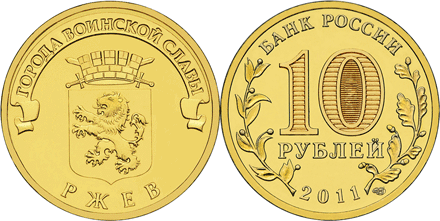 ГОРОДА ВОИНСКОЙ СЛАВЫ
РЖЕВ
БАНК РОССИИ
10
РУБЛЕЙ
2011